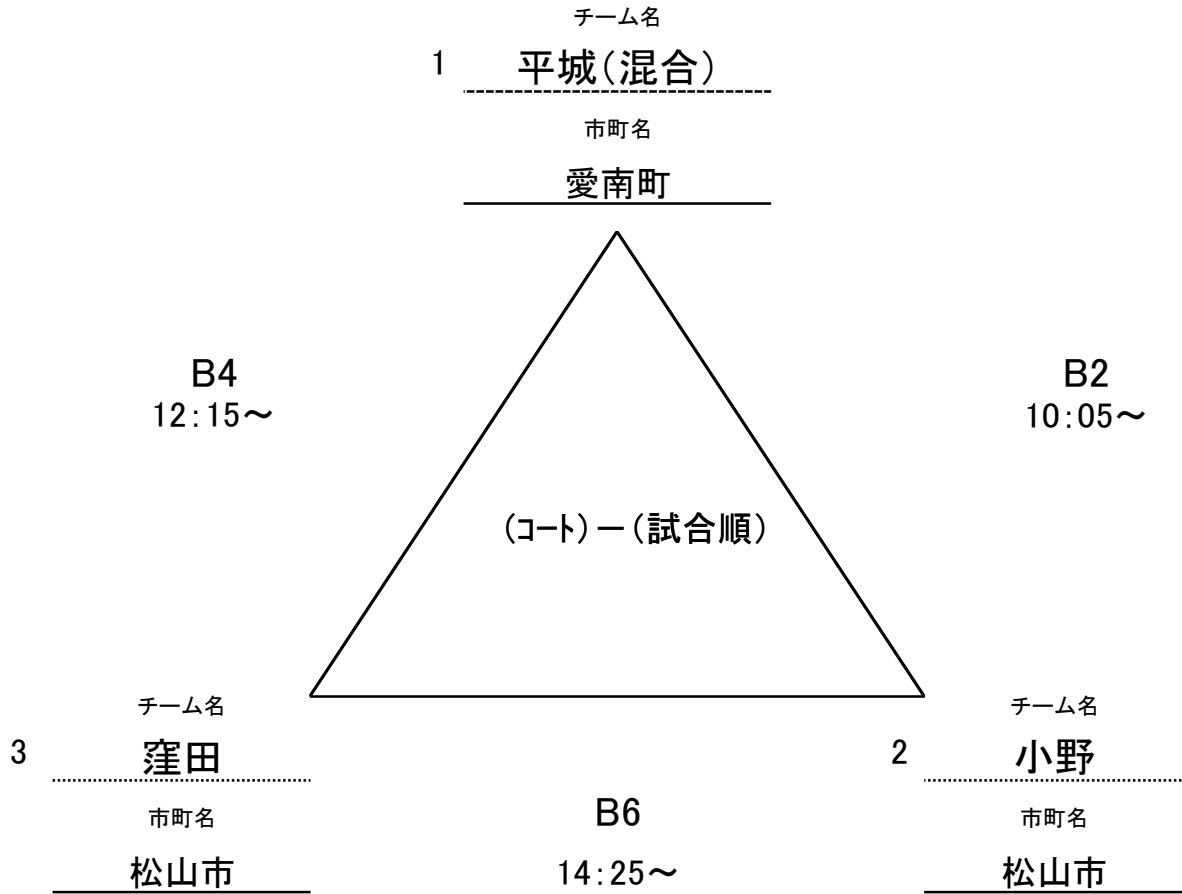 チーム名
1 平城(混合)
市町名
愛南町
B4
12:15～
B2
10:05～
(コート)ー(試合順)
チーム名
3 窪田
市町名
松山市
B6
14:25～
チーム名
2 小野
市町名
松山市